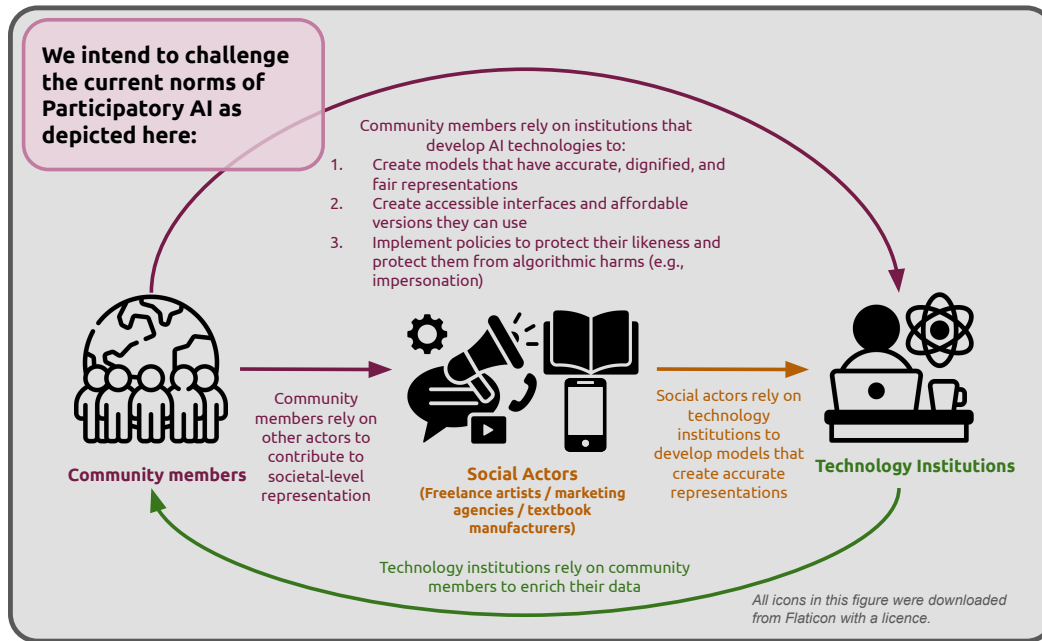 We intend to challenge
the current norms of
Participatory AI as
depicted here:
Community members rely on institutions that
develop AI technologies to:
1. Create models that have accurate, dignified, and
fair representations
2. Create accessible interfaces and affordable
versions they can use
3. Implement policies to protect their likeness and
protect them from algorithmic harms (e.g.,
impersonation)
Community
members rely on
other actors to
contribute to
societal-level
representation
Social actors rely on
technology
institutions to
develop models that
create accurate
representations
Community members
Social Actors
(Freelance artists / marketing
agencies / textbook
manufacturers)
Technology Institutions
Technology institutions rely on community
members to enrich their data
All icons in this figure were downloaded
from Flaticon with a licence.